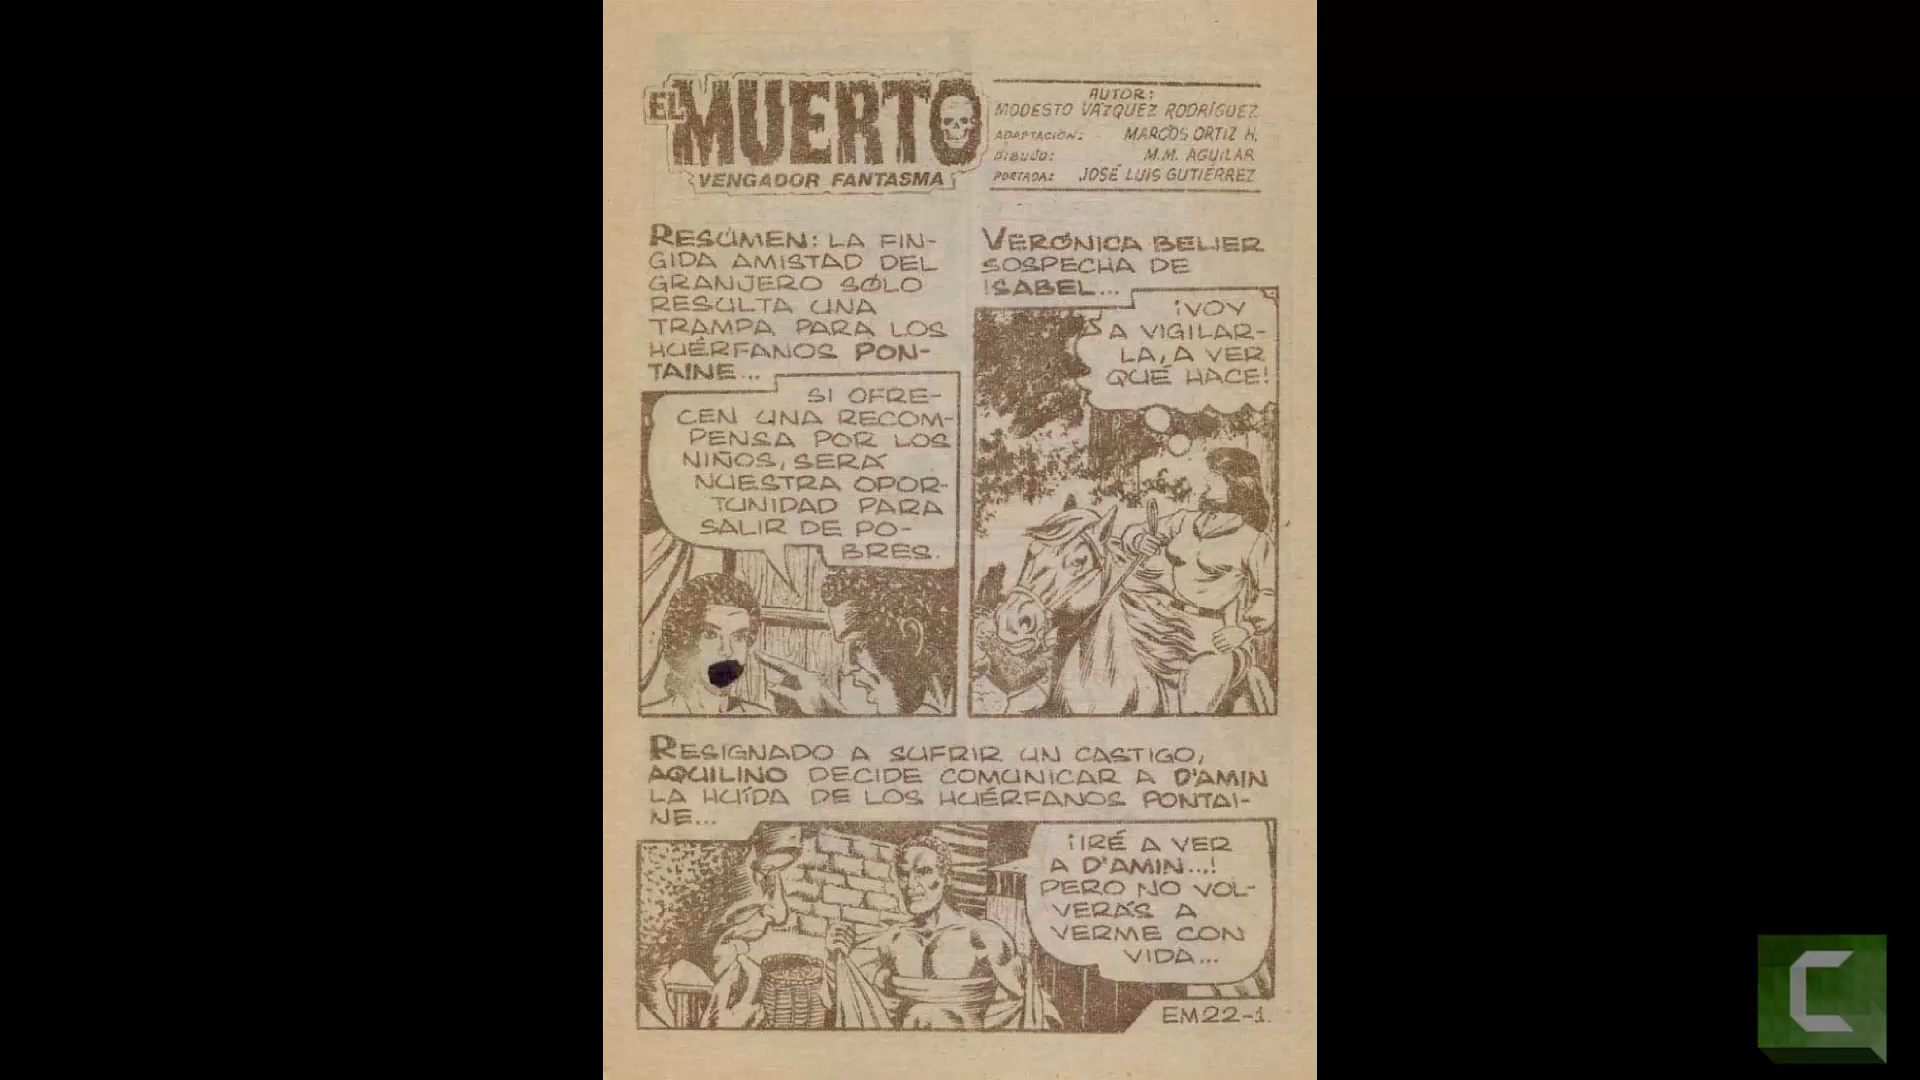 EL MUERTO
VENGADOR FANTASMA
AUTOR:
MODESTO VÁZQUEZ RODRÍGUEZ
ADAPTACIÓN: MARCOS ORTIZ H.
DIBUJO: M.M. AGUILAR
PORTADA: JOSÉ LUIS GUTIÉRREZ
RESÚMEN: LA FIN-
GIDA AMISTAD DEL
GRANJERO SÓLO
RESULTA UNA
TRAMPA PARA LOS
HUÉRFANOS PON-
TAINE...
SI OFRE-
CEN UNA RECOM-
PENSA POR LOS
NIÑOS, SERÁ
NUESTRA OPOR-
TUNIDAD PARA
SALIR DE PO-
BRES.
VERÓNICA BELIER
SOSPECHA DE
ISABEL...
¡VOY
A VIGILAR-
LA, A VER
QUÉ HACE!
RESIGNADO A SUFRIR UN CASTIGO,
AQUILINO DECIDE COMUNICAR A D'AMIN
LA HUÍDA DE LOS HUÉRFANOS PONTAI-
NE...
¡IRÉ A VER
A D'AMIN...!
PERO NO VOL-
VERÁS A
VERME CON
VIDA...
EM22-1.
C